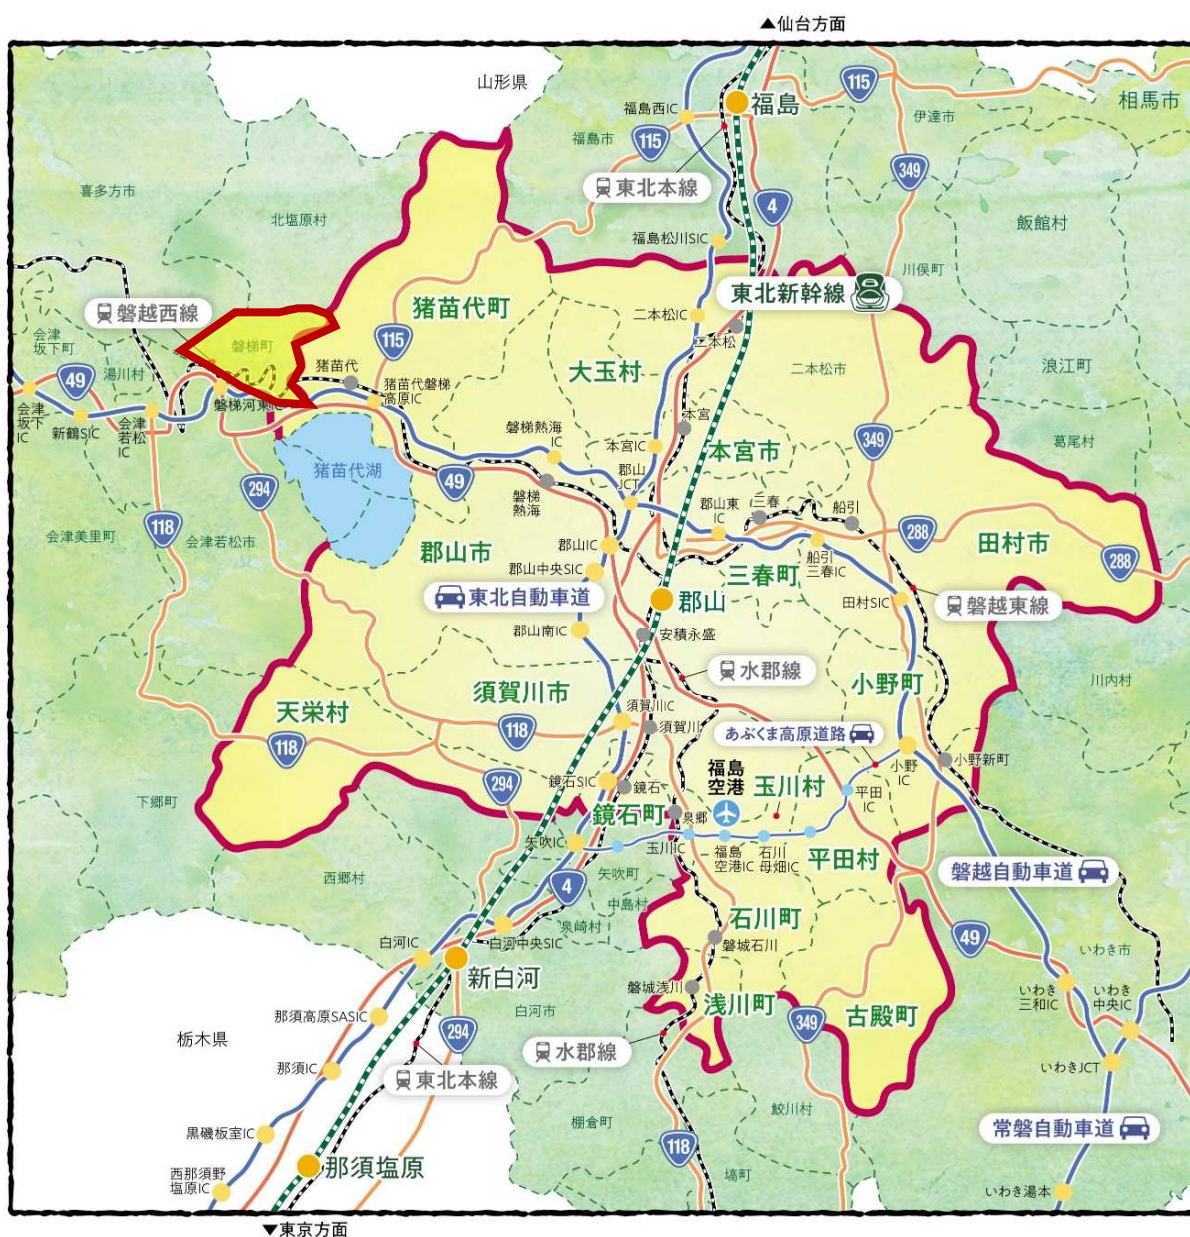 ▲仙台方面
山形県
福島西IC
福島
115
相馬市
伊達市
福島市
115
349
東北本線
喜多方市
北塩原村
4
飯館村
福島松川SIC
川俣町
東北新幹線
磐越西線
猪苗代町
二本松IC
二本松
会津
坂下町
磐梯町
115
猪苗代
大玉村
二本松市
浪江町
湯川村
49
猪苗代磐梯
高原IC
会津
坂下
IC
新鶴SIC
会津
若松
IC
磐梯河東IC
本宮
磐梯熱海
IC
本宮IC
本宮市
349
葛尾村
猪苗代湖
294
49
磐梯
熱海
郡山
JCT
郡山東
IC
三春
船引
118
会津美里町
会津若松市
郡山市
郡山IC
288
田村市
288
船引
三春IC
郡山中央SIC
三春町
東北自動車道
郡山
田村SIC
磐越東線
郡山南IC
安積永盛
水郡線
川内村
須賀川市
小野町
天栄村
須賀川IC
須賀川
118
118
あぶくま高原道路
小野
IC
小野新町
294
鏡石SIC
鏡石
福島
空港
玉川村
平田
IC
下郷町
鏡石町
泉郷
矢吹IC
玉川IC
福島
空港IC
石川
母畑IC
平田村
磐越自動車道
西郷村
矢吹町
4
中島村
泉崎村
石川町
白河IC
白河中央SIC
磐城石川
49
いわき市
新白河
磐城浅川
浅川町
古殿町
いわき
三和IC
いわき
中央IC
那須高原SASIC
白河市
349
栃木県
294
水郡線
那須IC
東北本線
いわきJCT
棚倉町
鮫川村
黒磯板室IC
118
常磐自動車道
那須塩原
塙町
西那須野
塩原IC
いわき湯本
▼東京方面